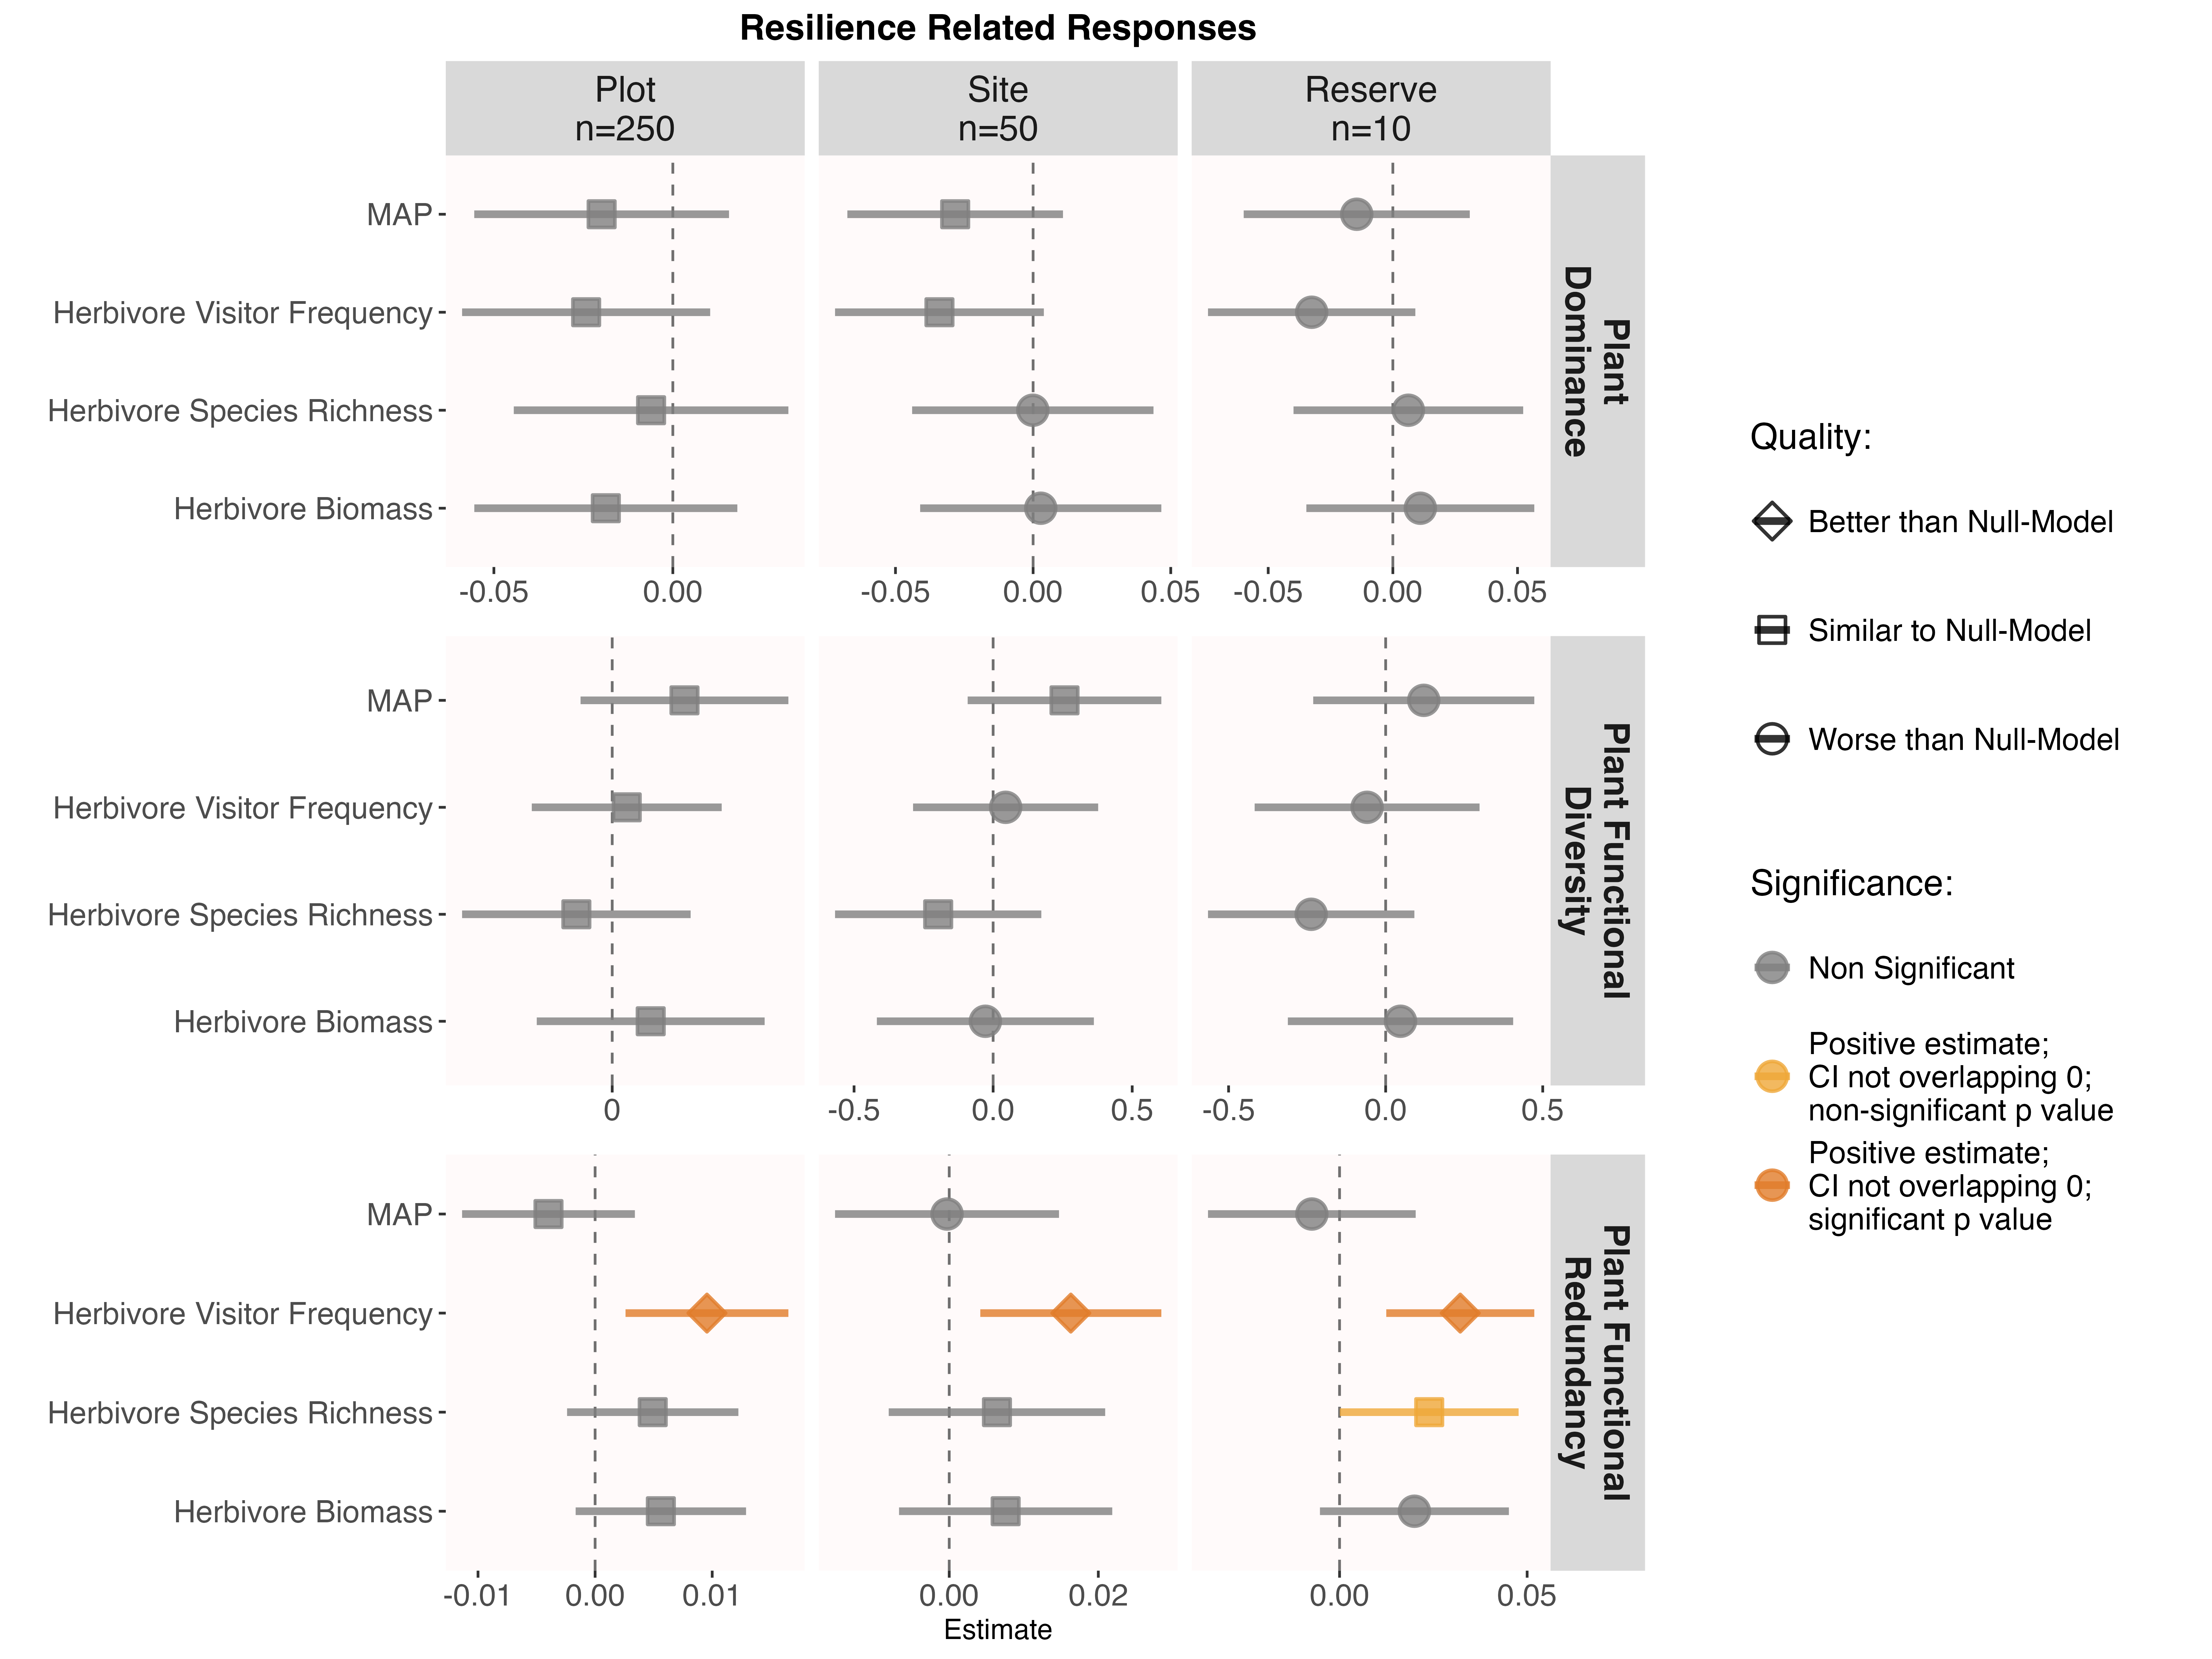 Resilience Related Responses
Plot
n=250
Site
n=50
Reserve
n=10
MAP
Herbivore Visitor Frequency
Herbivore Species Richness
Herbivore Biomass
Plant
Dominance
-0.05 0.00
-0.05 0.00 0.05
-0.05 0.00 0.05
MAP
Herbivore Visitor Frequency
Herbivore Species Richness
Herbivore Biomass
Plant Functional
Diversity
0
-0.5 0.0 0.5
-0.5 0.0 0.5
MAP
Herbivore Visitor Frequency
Herbivore Species Richness
Herbivore Biomass
Plant Functional
Redundancy
-0.01 0.00 0.01
0.00 0.02
0.00 0.05
Estimate
Quality:
Better than Null-Model
Similar to Null-Model
Worse than Null-Model
Significance:
Non Significant
Positive estimate;
CI not overlapping 0;
non-significant p value
Positive estimate;
CI not overlapping 0;
significant p value